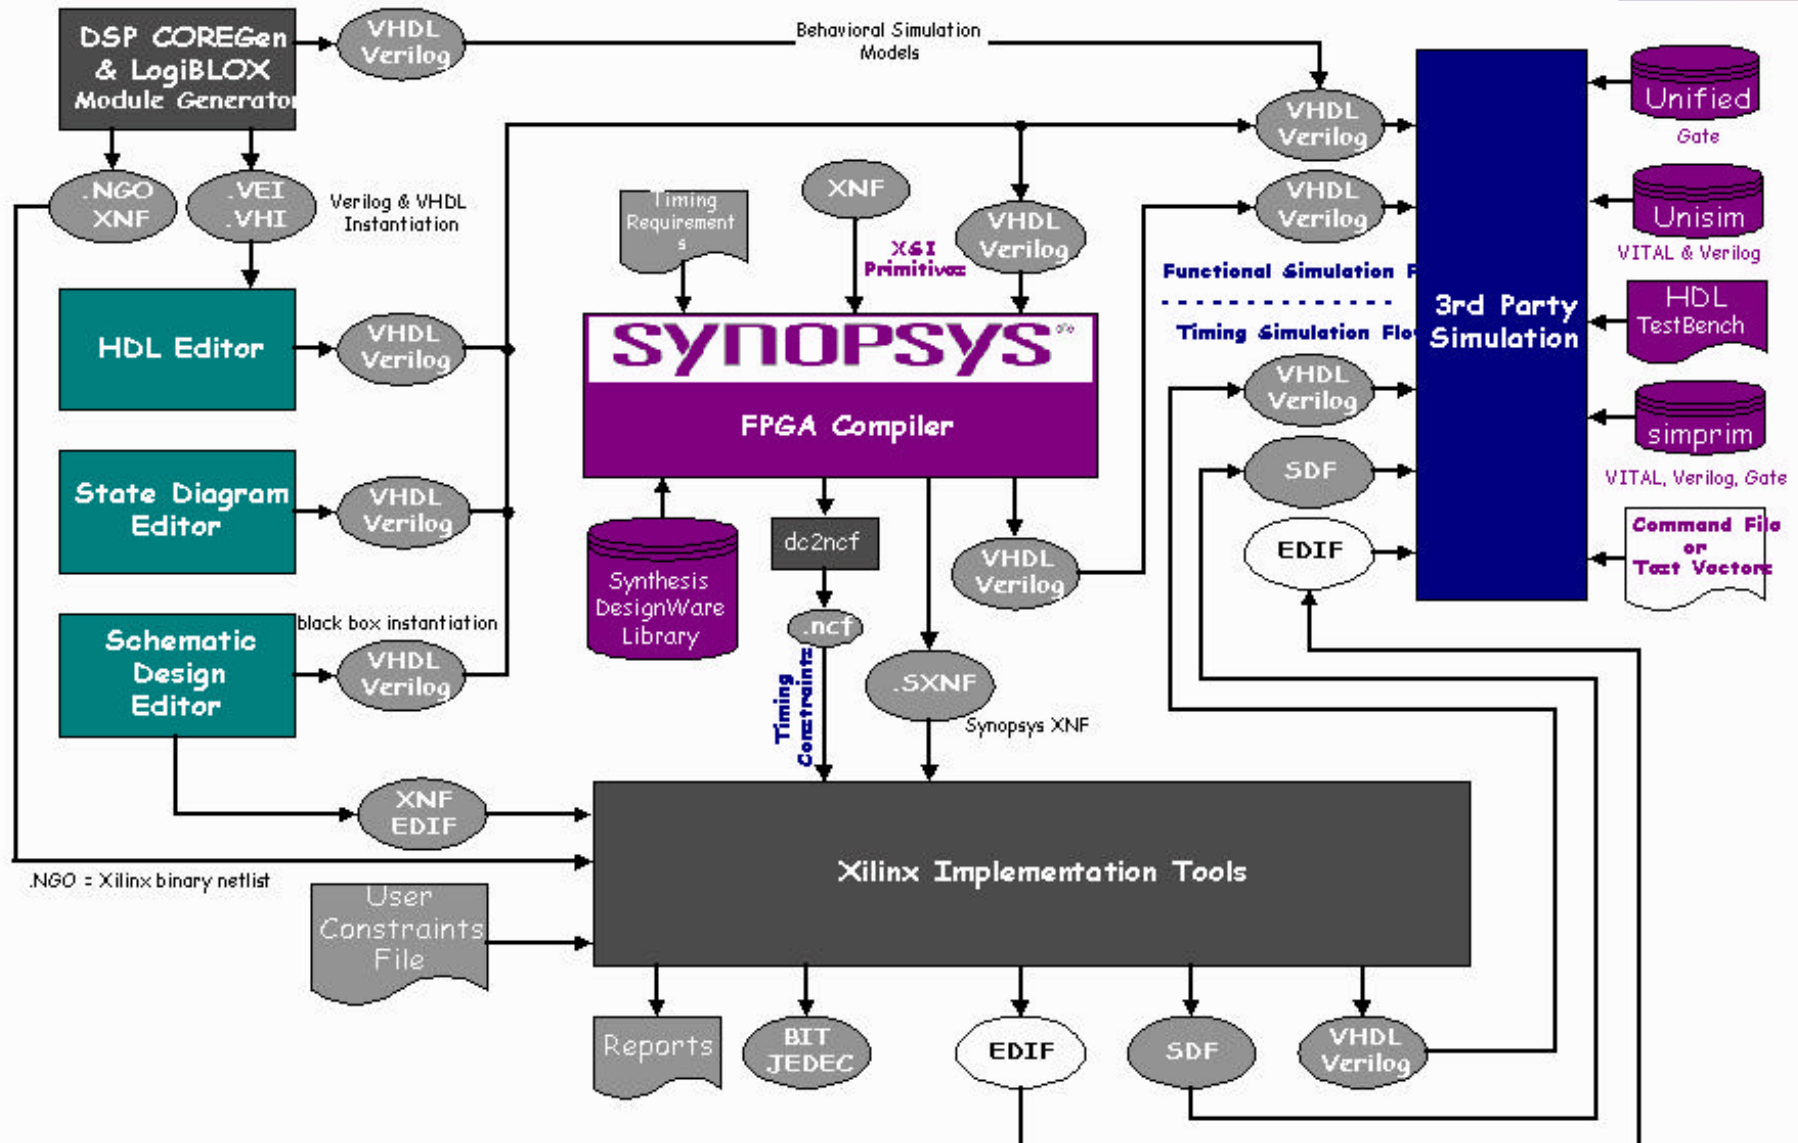 DSP COREGen
& LogiBLOX
Module Generator
VHDL
Verilog
Behavioral Simulation
Models
VHDL
Verilog
Unified
Gate
.NGO
XNF
.VEI
.VHI
Verilog & VHDL
Instantiation
Timing
Requirement
s
XNF
XSI
Primitives
VHDL
Verilog
VHDL
Verilog
Unisim
VITAL & Verilog
Functional Simulation F
Timing Simulation Flo
3rd Party
Simulation
HDL
TestBench
HDL Editor
VHDL
Verilog
SYNOPSYS
FPGA Compiler
VHDL
Verilog
simprim
VITAL, Verilog, Gate
State Diagram
Editor
VHDL
Verilog
SDF
EDIF
Command File
or
Test Vectors
Synthesis
DesignWare
Library
dc2ncf
.ncf
VHDL
Verilog
Schematic
Design
Editor
black box instantiation
VHDL
Verilog
Timing
Constraints
.SXNF
Synopsys XNF
XNF
EDIF
Xilinx Implementation Tools
.NGO = Xilinx binary netlist
User
Constraints
File
Reports
BIT
JEDEC
EDIF
SDF
VHDL
Verilog